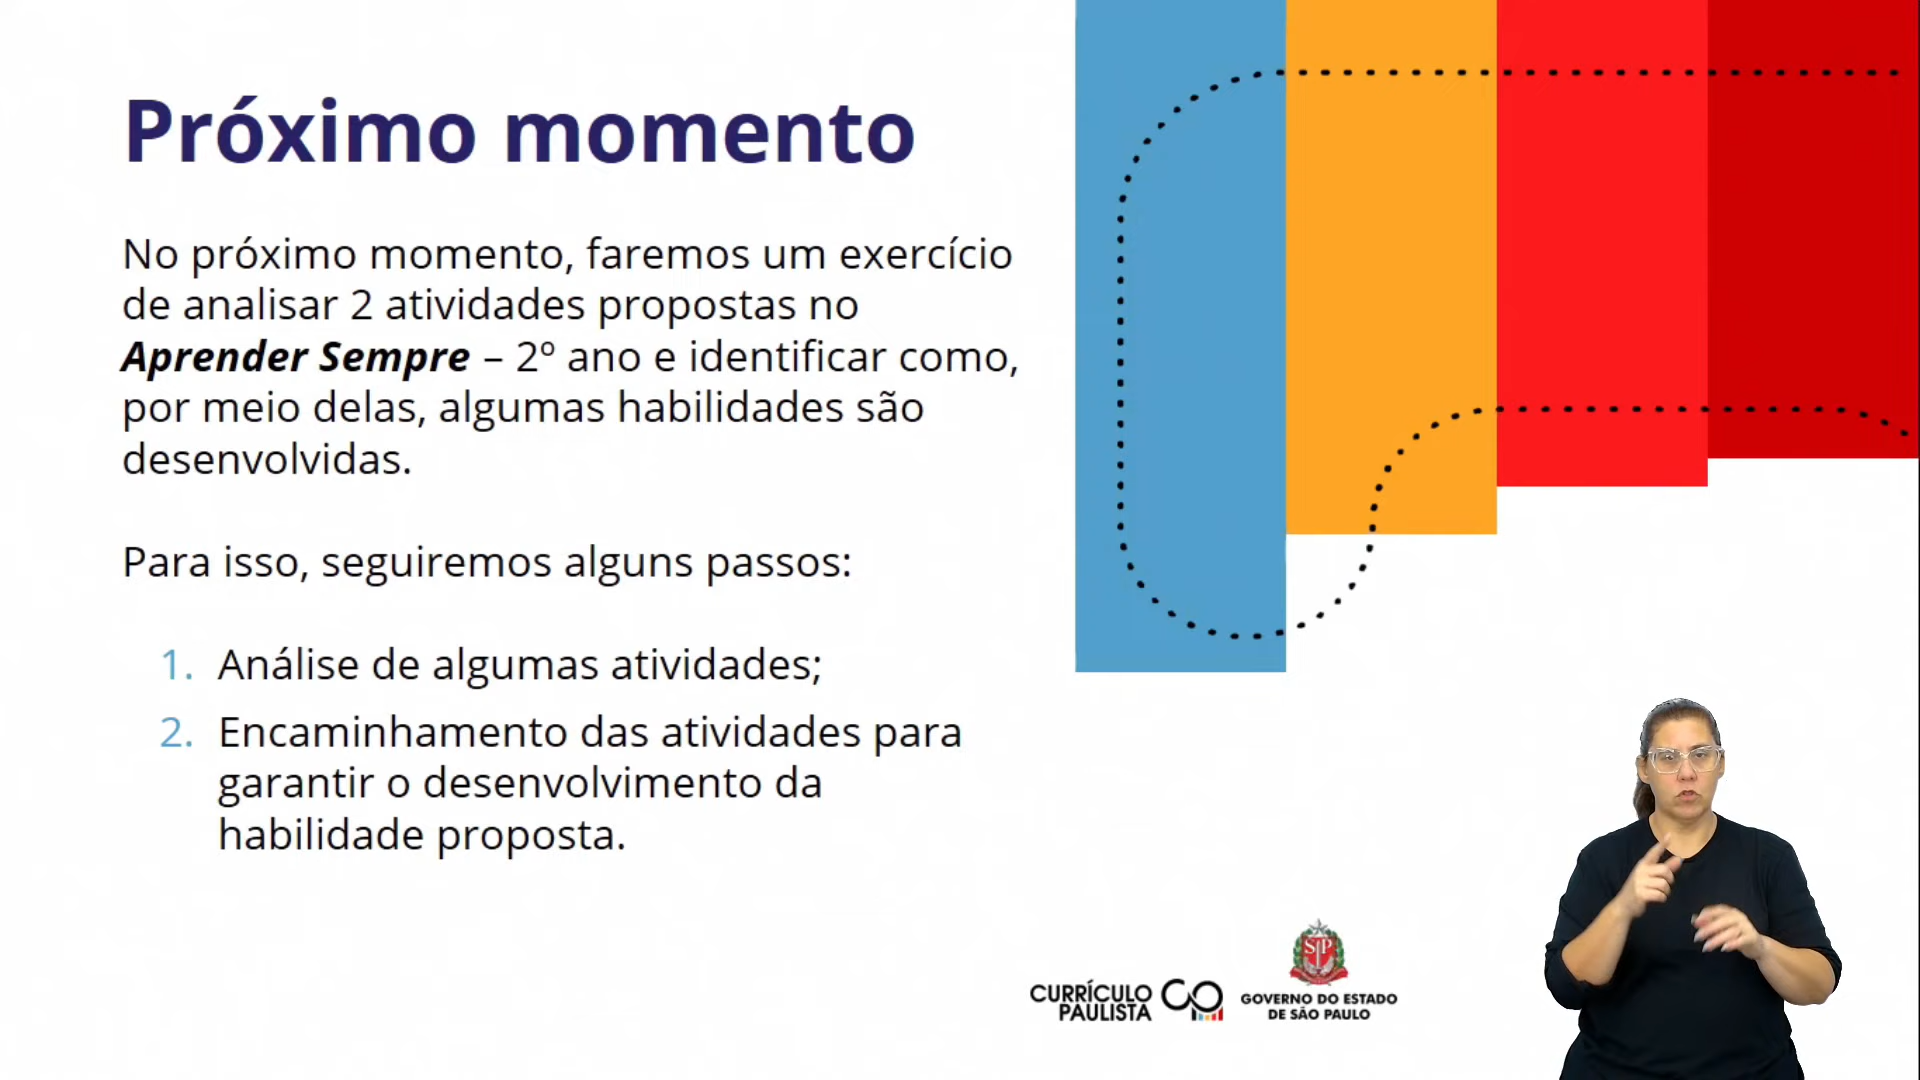 Próximo momento
No próximo momento, faremos um exercício
de analisar 2 atividades propostas no
Aprender Sempre – 2º ano e identificar como,
por meio delas, algumas habilidades são
desenvolvidas.
Para isso, seguiremos alguns passos:
1. Análise de algumas atividades;
2. Encaminhamento das atividades para
garantir o desenvolvimento da
habilidade proposta.
CURRÍCULO
PAULISTA
SP
GOVERNO DO ESTADO
DE SÃO PAULO